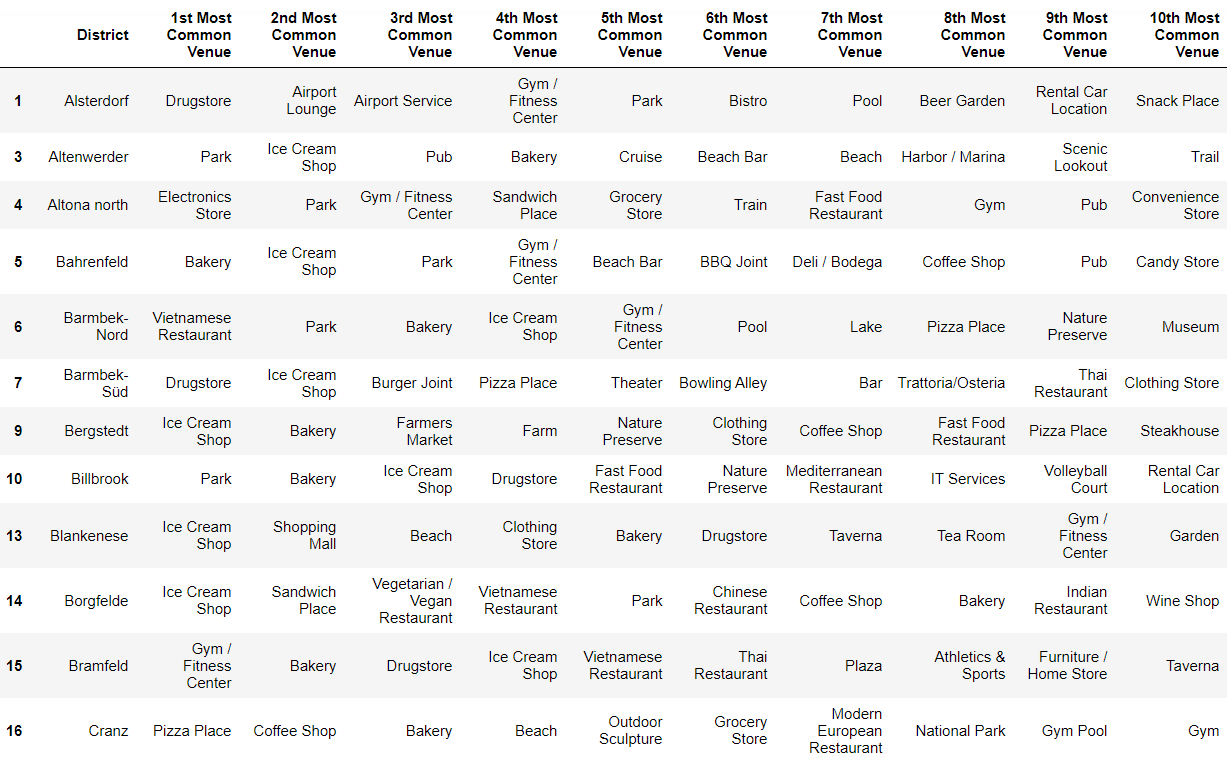 District 1st Most Common Venue 2nd Most Common Venue 3rd Most Common Venue 4th Most Common Venue 5th Most Common Venue 6th Most Common Venue 7th Most Common Venue 8th Most Common Venue 9th Most Common Venue 10th Most Common Venue
1 Alsterdorf Drugstore Airport Lounge Airport Service Gym / Fitness Center Park Bistro Pool Beer Garden Rental Car Location Snack Place
3 Altenwerder Park Ice Cream Shop Pub Bakery Cruise Beach Bar Beach Harbor / Marina Scenic Lookout Trail
4 Altona north Electronics Store Park Gym / Fitness Center Sandwich Place Grocery Store Train Fast Food Restaurant Gym Pub Convenience Store
5 Bahrenfeld Bakery Ice Cream Shop Park Gym / Fitness Center Beach Bar BBQ Joint Deli / Bodega Coffee Shop Pub Candy Store
6 Barmbek-Nord Vietnamese Restaurant Park Bakery Ice Cream Shop Gym / Fitness Center Pool Lake Pizza Place Nature Preserve Museum
7 Barmbek-Süd Drugstore Ice Cream Shop Burger Joint Pizza Place Theater Bowling Alley Bar Trattoria/Osteria Thai Restaurant Clothing Store
9 Bergstedt Ice Cream Shop Bakery Farmers Market Farm Nature Preserve Clothing Store Coffee Shop Fast Food Restaurant Pizza Place Steakhouse
10 Billbrook Park Bakery Ice Cream Shop Drugstore Fast Food Restaurant Nature Preserve Mediterranean Restaurant IT Services Volleyball Court Rental Car Location
13 Blankenese Ice Cream Shop Shopping Mall Beach Clothing Store Bakery Drugstore Taverna Tea Room Gym / Fitness Center Garden
14 Borgfelde Ice Cream Shop Sandwich Place Vegetarian / Vegan Restaurant Vietnamese Restaurant Park Chinese Restaurant Coffee Shop Bakery Indian Restaurant Wine Shop
15 Bramfeld Gym / Fitness Center Bakery Drugstore Ice Cream Shop Vietnamese Restaurant Thai Restaurant Plaza Athletics & Sports Furniture / Home Store Taverna
16 Cranz Pizza Place Coffee Shop Bakery Beach Outdoor Sculpture Grocery Store Modern European Restaurant National Park Gym Pool Gym